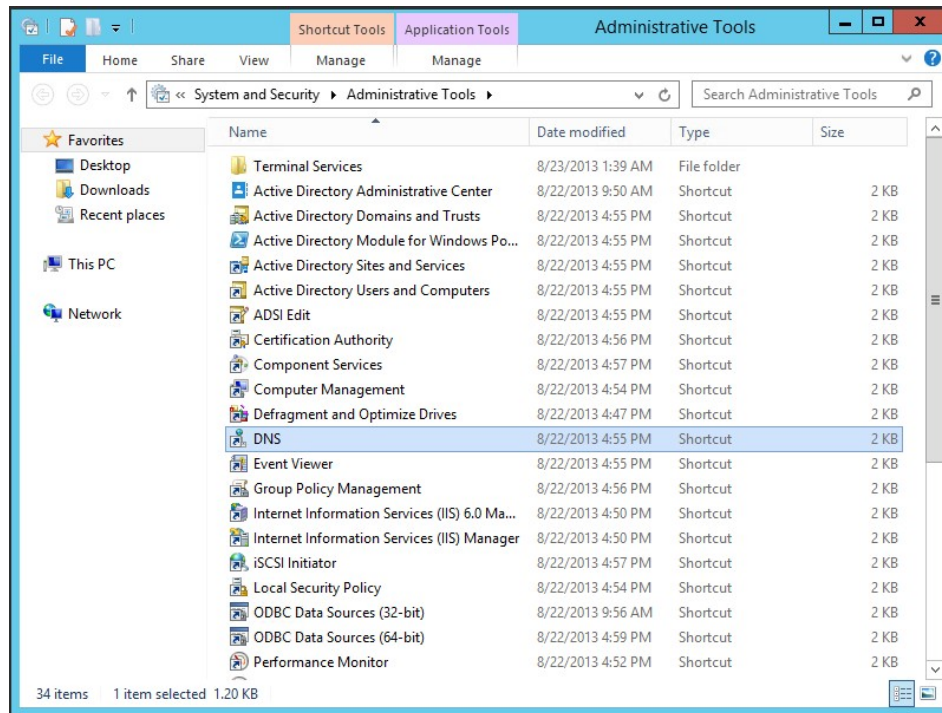 Shortcut Tools Application Tools Administrative Tools
File Home Share View Manage Manage
« System and Security Administrative Tools Search Administrative Tools
Name Date modified Type Size
Favorites
Desktop
Downloads
Recent places
This PC
Network
Terminal Services 8/23/2013 1:39 AM File folder
Active Directory Administrative Center 8/22/2013 9:50 AM Shortcut 2 KB
Active Directory Domains and Trusts 8/22/2013 4:55 PM Shortcut 2 KB
Active Directory Module for Windows Po... 8/22/2013 4:55 PM Shortcut 2 KB
Active Directory Sites and Services 8/22/2013 4:55 PM Shortcut 2 KB
Active Directory Users and Computers 8/22/2013 4:55 PM Shortcut 2 KB
ADSI Edit 8/22/2013 4:55 PM Shortcut 2 KB
Certification Authority 8/22/2013 4:56 PM Shortcut 2 KB
Component Services 8/22/2013 4:57 PM Shortcut 2 KB
Computer Management 8/22/2013 4:54 PM Shortcut 2 KB
Defragment and Optimize Drives 8/22/2013 4:47 PM Shortcut 2 KB
DNS 8/22/2013 4:55 PM Shortcut 2 KB
Event Viewer 8/22/2013 4:55 PM Shortcut 2 KB
Group Policy Management 8/22/2013 4:56 PM Shortcut 2 KB
Internet Information Services (IIS) 6.0 Ma... 8/22/2013 4:50 PM Shortcut 2 KB
Internet Information Services (IIS) Manager 8/22/2013 4:50 PM Shortcut 2 KB
iSCSI Initiator 8/22/2013 4:57 PM Shortcut 2 KB
Local Security Policy 8/22/2013 4:54 PM Shortcut 2 KB
ODBC Data Sources (32-bit) 8/22/2013 9:56 AM Shortcut 2 KB
ODBC Data Sources (64-bit) 8/22/2013 4:59 PM Shortcut 2 KB
Performance Monitor 8/22/2013 4:52 PM Shortcut 2 KB
34 items 1 item selected 1.20 KB